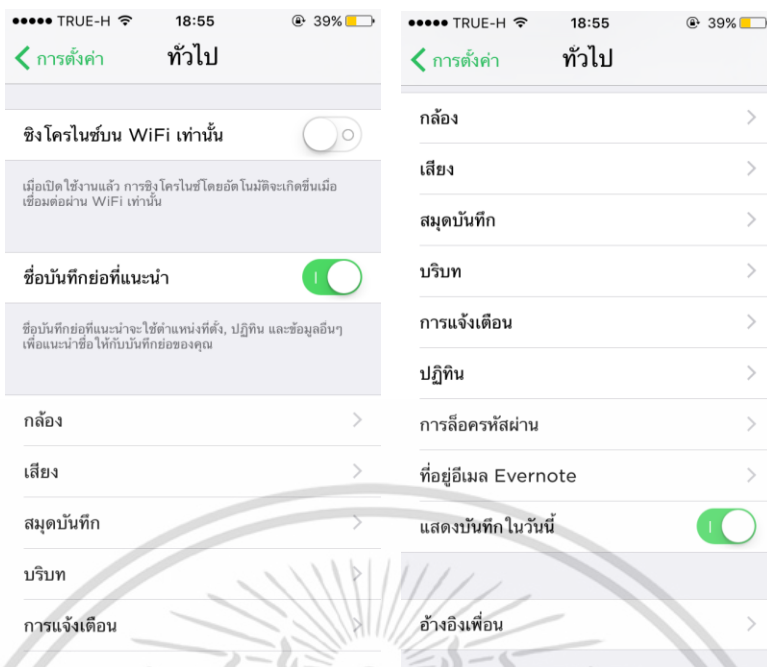 TRUE-H 18:55 39%
การตั้งค่า ทั่วไป
ซิงโครไนซ์บน WiFi เท่านั้น
เมื่อเปิดใช้งานแล้ว การซิงโครไนซ์โดยอัตโนมัติจะเกิดขึ้นเมื่อ
เชื่อมต่อผ่าน WiFi เท่านั้น
ชื่อบันทึกย่อที่แนะนำ
ชื่อบันทึกย่อที่แนะนำจะใช้ตำแหน่งที่ตั้ง, ปฏิทิน และข้อมูลอื่นๆ
เพื่อแนะนำชื่อให้กับบันทึกย่อของคุณ
กล้อง
เสียง
สมุดบันทึก
บริบท
การแจ้งเตือน
TRUE-H 18:55 39%
การตั้งค่า ทั่วไป
กล้อง
เสียง
สมุดบันทึก
บริบท
การแจ้งเตือน
ปฏิทิน
การล็อครหัสผ่าน
ที่อยู่อีเมล Evernote
แสดงบันทึกในวันนี้
อ้างอิงเพื่อน